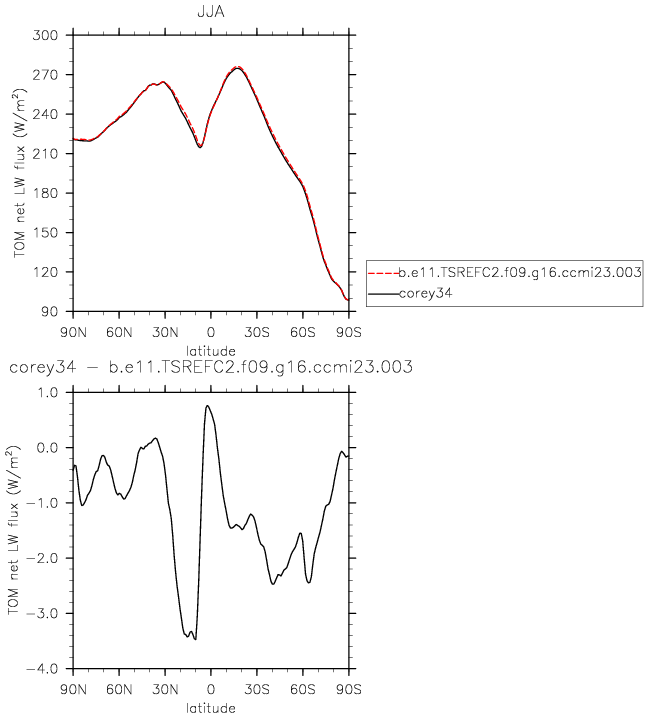 JJA
TOM net LW flux (W/m²)
300
270
240
210
180
150
120
90
90N 60N 30N 0 30S 60S 90S
latitude
b.e11.TSREFC2.f09.g16.ccmi23.003
corey34
corey34 − b.e11.TSREFC2.f09.g16.ccmi23.003
TOM net LW flux (W/m²)
1.0
0.0
−1.0
−2.0
−3.0
−4.0
90N 60N 30N 0 30S 60S 90S
latitude